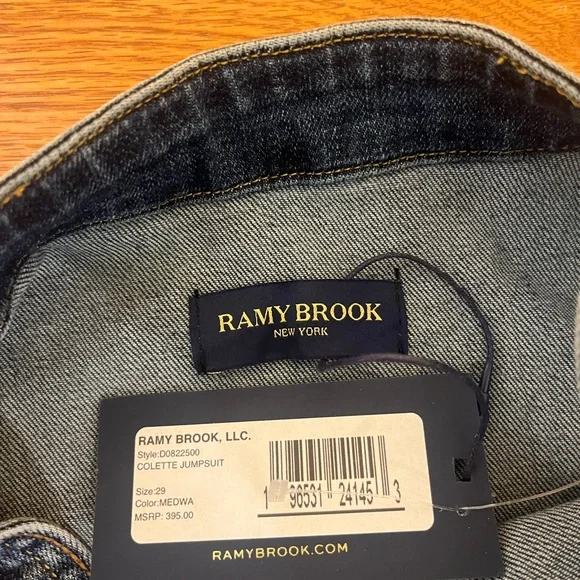 RAMY BROOK
NEW YORK
RAMY BROOK, LLC.
Style:D0822500
COLETTE JUMPSUIT
Size:29
Color:MEDWA
MSRP: 395.00
1 96531 24145 3
RAMYBROOK.COM